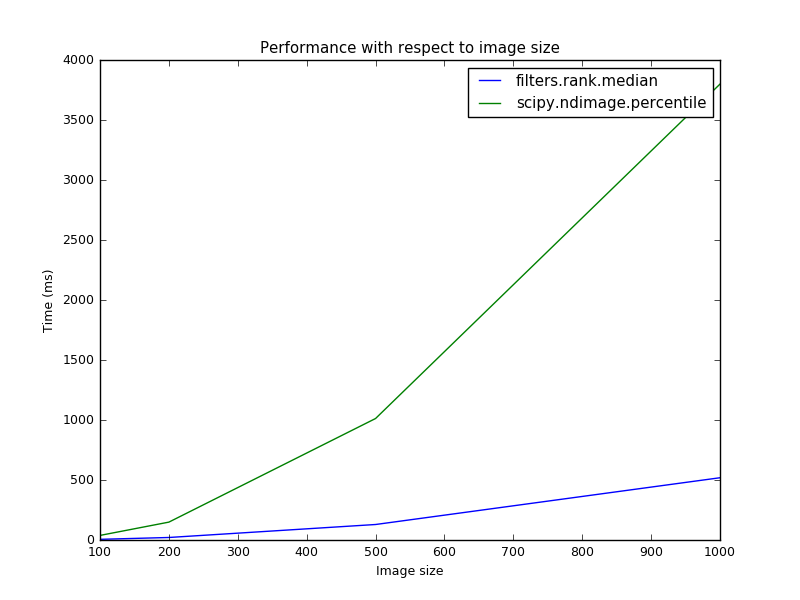 Performance with respect to image size
filters.rank.median
scipy.ndimage.percentile
4000
3500
3000
2500
2000
1500
1000
500
0
Time (ms)
100 200 300 400 500 600 700 800 900 1000
Image size